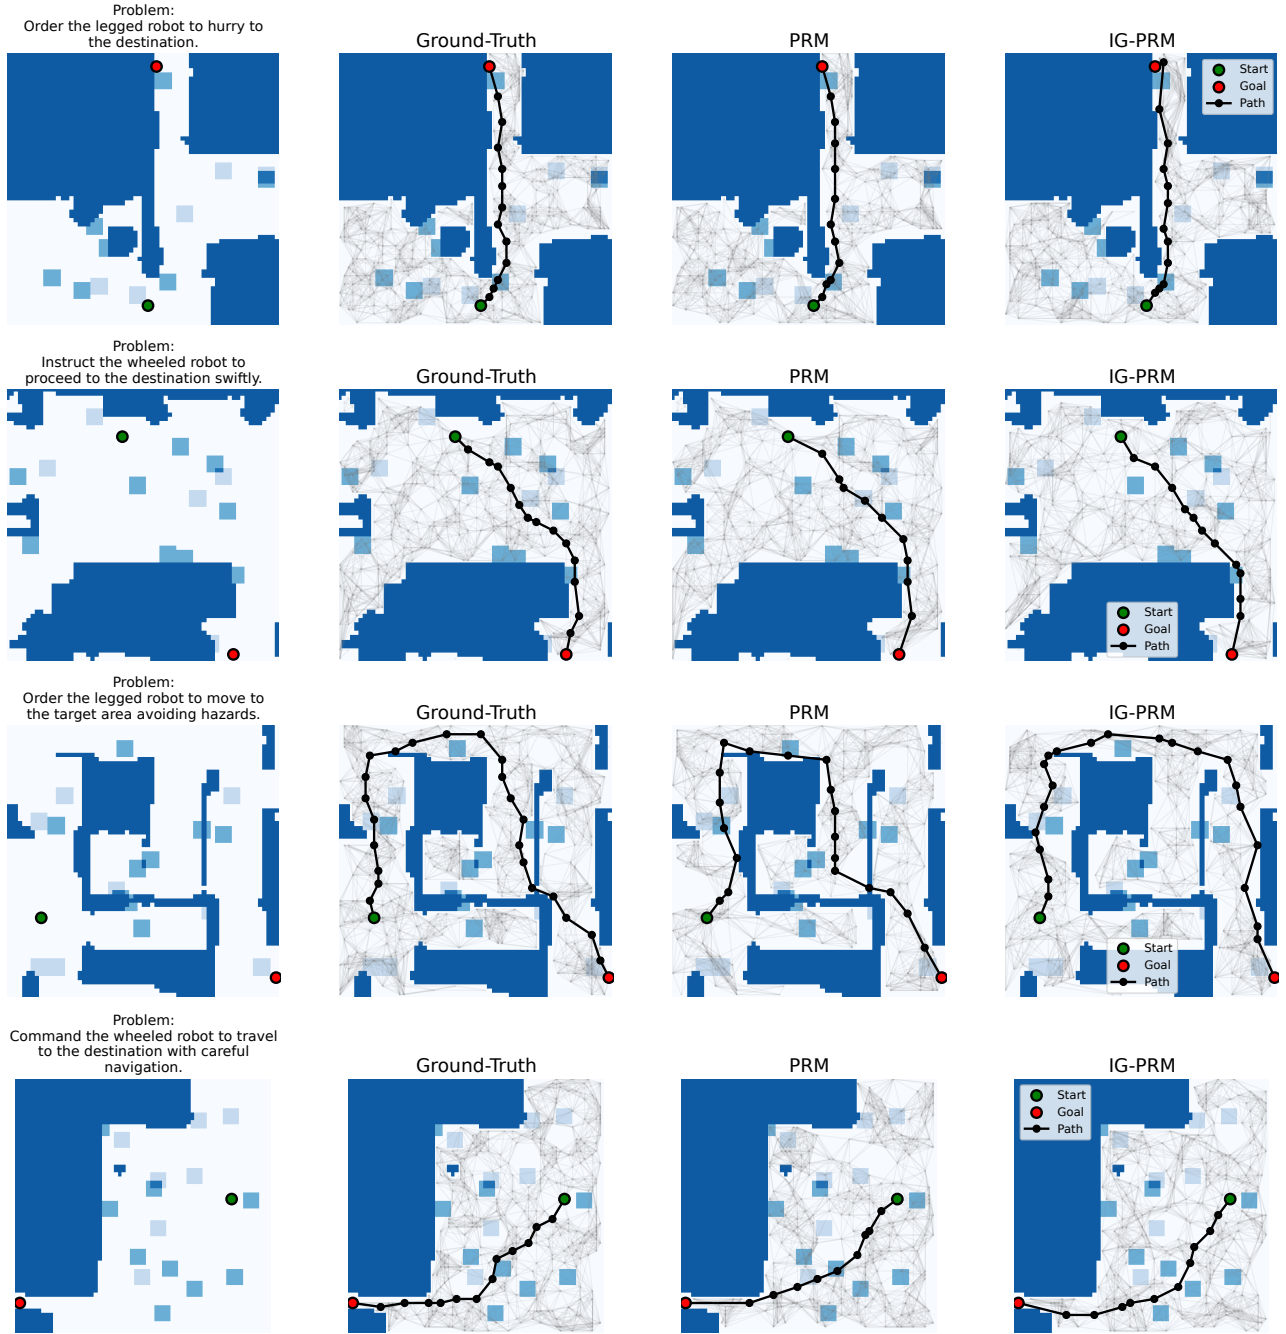 Problem:
Order the legged robot to hurry to
the destination.
Ground-Truth
PRM
IG-PRM
Start
Goal
Path
Problem:
Instruct the wheeled robot to
proceed to the destination swiftly.
Ground-Truth
PRM
IG-PRM
Start
Goal
Path
Problem:
Order the legged robot to move to
the target area avoiding hazards.
Ground-Truth
PRM
IG-PRM
Start
Goal
Path
Problem:
Command the wheeled robot to travel
to the destination with careful
navigation.
Ground-Truth
PRM
IG-PRM
Start
Goal
Path